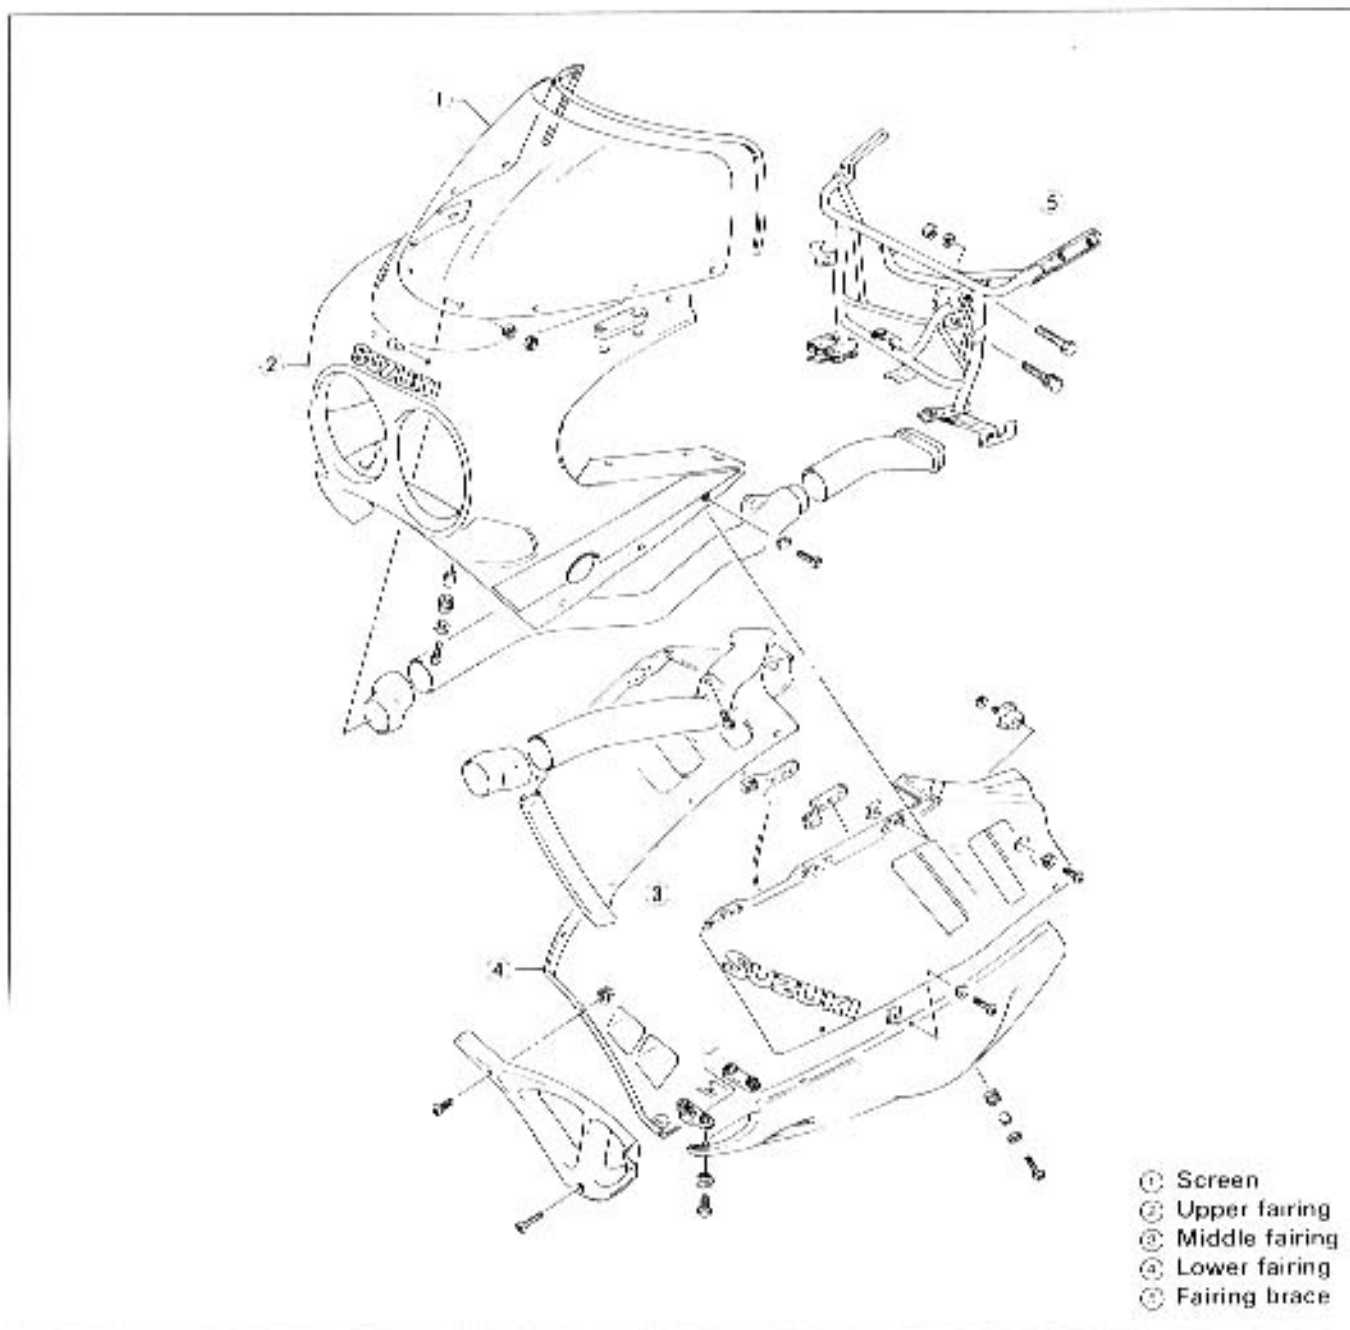 1
5
2
SUZUKI
3
4
SUZUKI
① Screen
② Upper fairing
③ Middle fairing
④ Lower fairing
⑤ Fairing brace